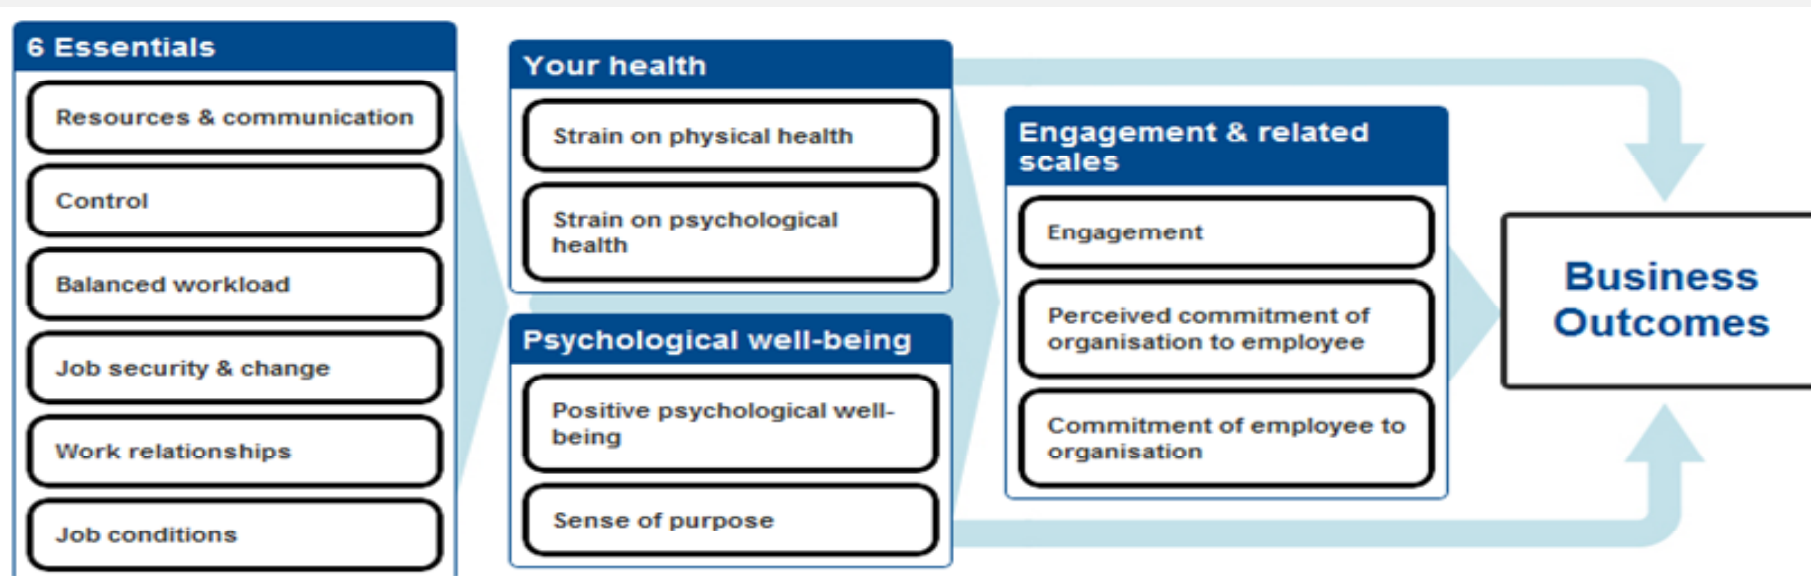 6 Essentials
Resources & communication
Control
Balanced workload
Job security & change
Work relationships
Job conditions
Your health
Strain on physical health
Strain on psychological
health
Psychological well-being
Positive psychological well-
being
Sense of purpose
Engagement & related
scales
Engagement
Perceived commitment of
organisation to employee
Commitment of employee to
organisation
Business
Outcomes